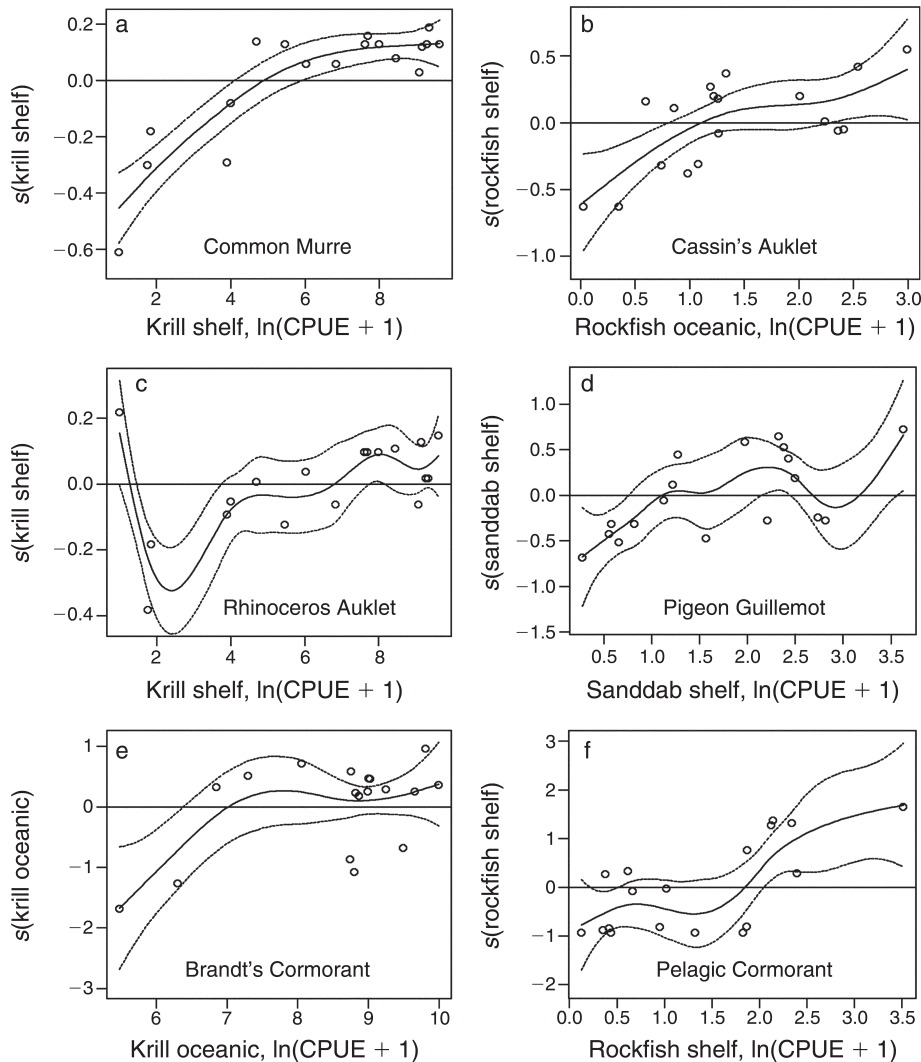 a
0.2
0.0
−0.2
−0.4
−0.6
s(krill shelf)
Common Murre
2 4 6 8
Krill shelf, ln(CPUE + 1)
b
0.5
0.0
−0.5
−1.0
s(rockfish shelf)
Cassin's Auklet
0.0 0.5 1.0 1.5 2.0 2.5 3.0
Rockfish oceanic, ln(CPUE + 1)
c
0.2
0.0
−0.2
−0.4
s(krill shelf)
Rhinoceros Auklet
2 4 6 8
Krill shelf, ln(CPUE + 1)
d
1.0
0.5
0.0
−0.5
−1.0
−1.5
s(sanddab shelf)
Pigeon Guillemot
0.5 1.0 1.5 2.0 2.5 3.0 3.5
Sanddab shelf, ln(CPUE + 1)
e
1
0
−1
−2
−3
s(krill oceanic)
Brandt's Cormorant
6 7 8 9 10
Krill oceanic, ln(CPUE + 1)
f
3
2
1
0
−1
−2
s(rockfish shelf)
Pelagic Cormorant
0.0 0.5 1.0 1.5 2.0 2.5 3.0 3.5
Rockfish shelf, ln(CPUE + 1)